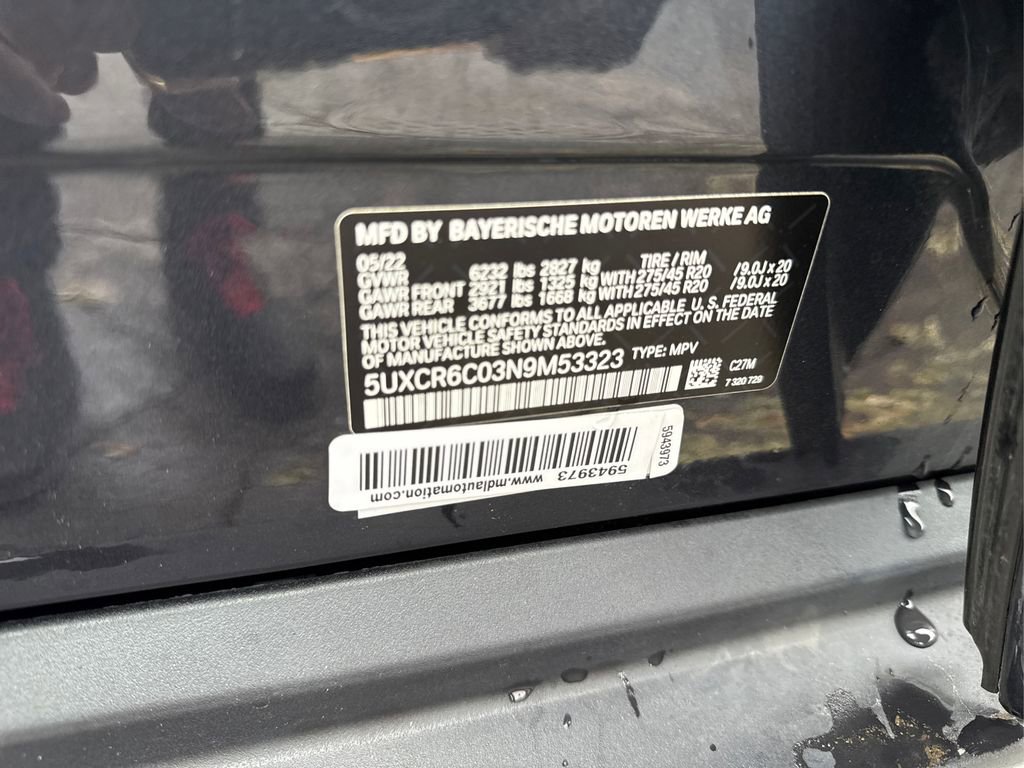 MFD BY BAYERISCHE MOTOREN WERKE AG
05/22 TIRE / RIM
GVWR 6232 lbs 2827 kg
GAWR FRONT 2921 lbs 1325 kg WITH 275/45 R20 /9.0J x 20
GAWR REAR 3677 lbs 1668 kg WITH 275/45 R20 /9.0J x 20
THIS VEHICLE CONFORMS TO ALL APPLICABLE U. S. FEDERAL
MOTOR VEHICLE SAFETY STANDARDS IN EFFECT ON THE DATE
OF MANUFACTURE SHOWN ABOVE.
5UXCR6C03N9M53323 TYPE: MPV
C27M
7 320 729
5943973
www.mdlautomation.com
5943973